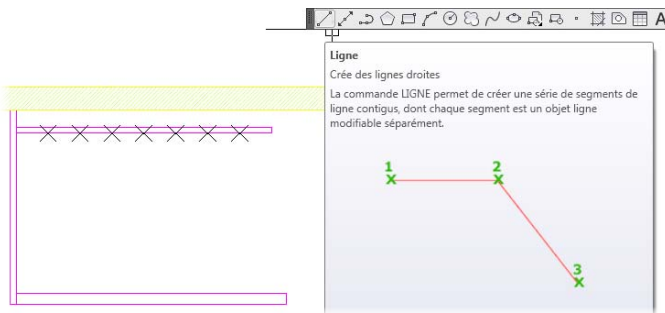 A
Ligne
Crée des lignes droites
La commande LIGNE permet de créer une série de segments de
ligne contigus, dont chaque segment est un objet ligne
modifiable séparément.
1
2
3